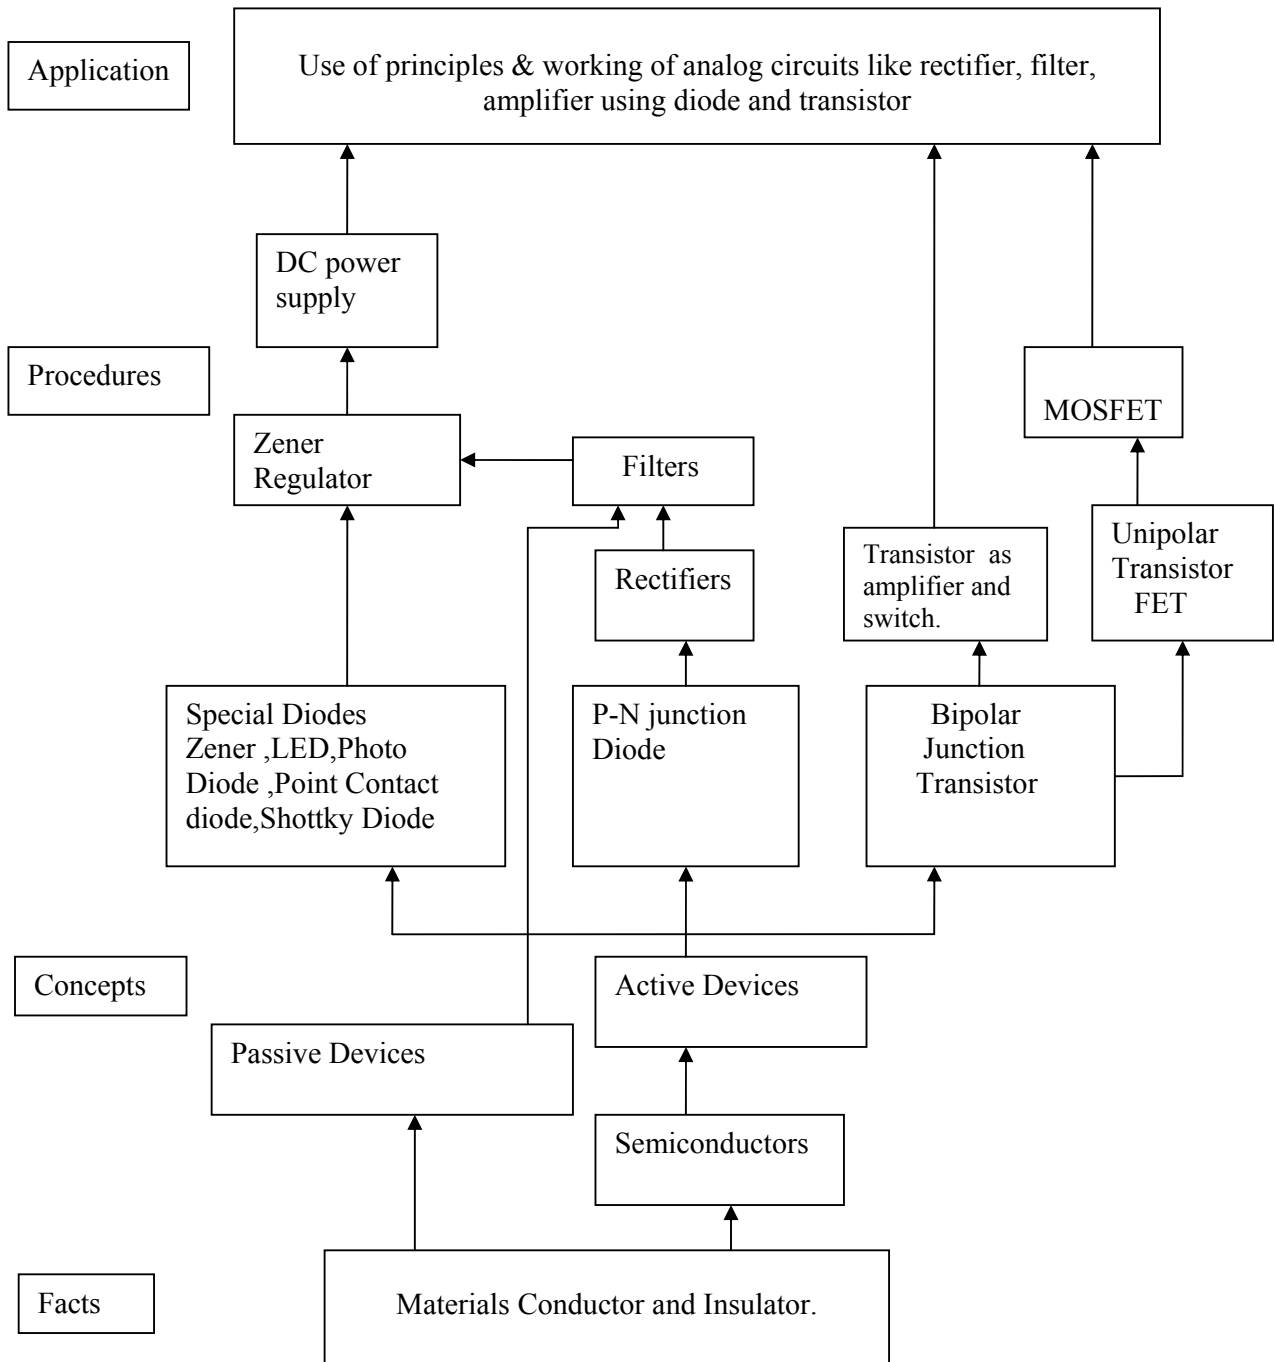 Application
Use of principles & working of analog circuits like rectifier, filter,
amplifier using diode and transistor
DC power
supply
Procedures
MOSFET
Zener
Regulator
Filters
Unipolar
Transistor
FET
Transistor as
amplifier and
switch.
Rectifiers
Special Diodes
Zener ,LED,Photo
Diode ,Point Contact
diode,Shottky Diode
P-N junction
Diode
Bipolar
Junction
Transistor
Concepts
Active Devices
Passive Devices
Semiconductors
Facts
Materials Conductor and Insulator.